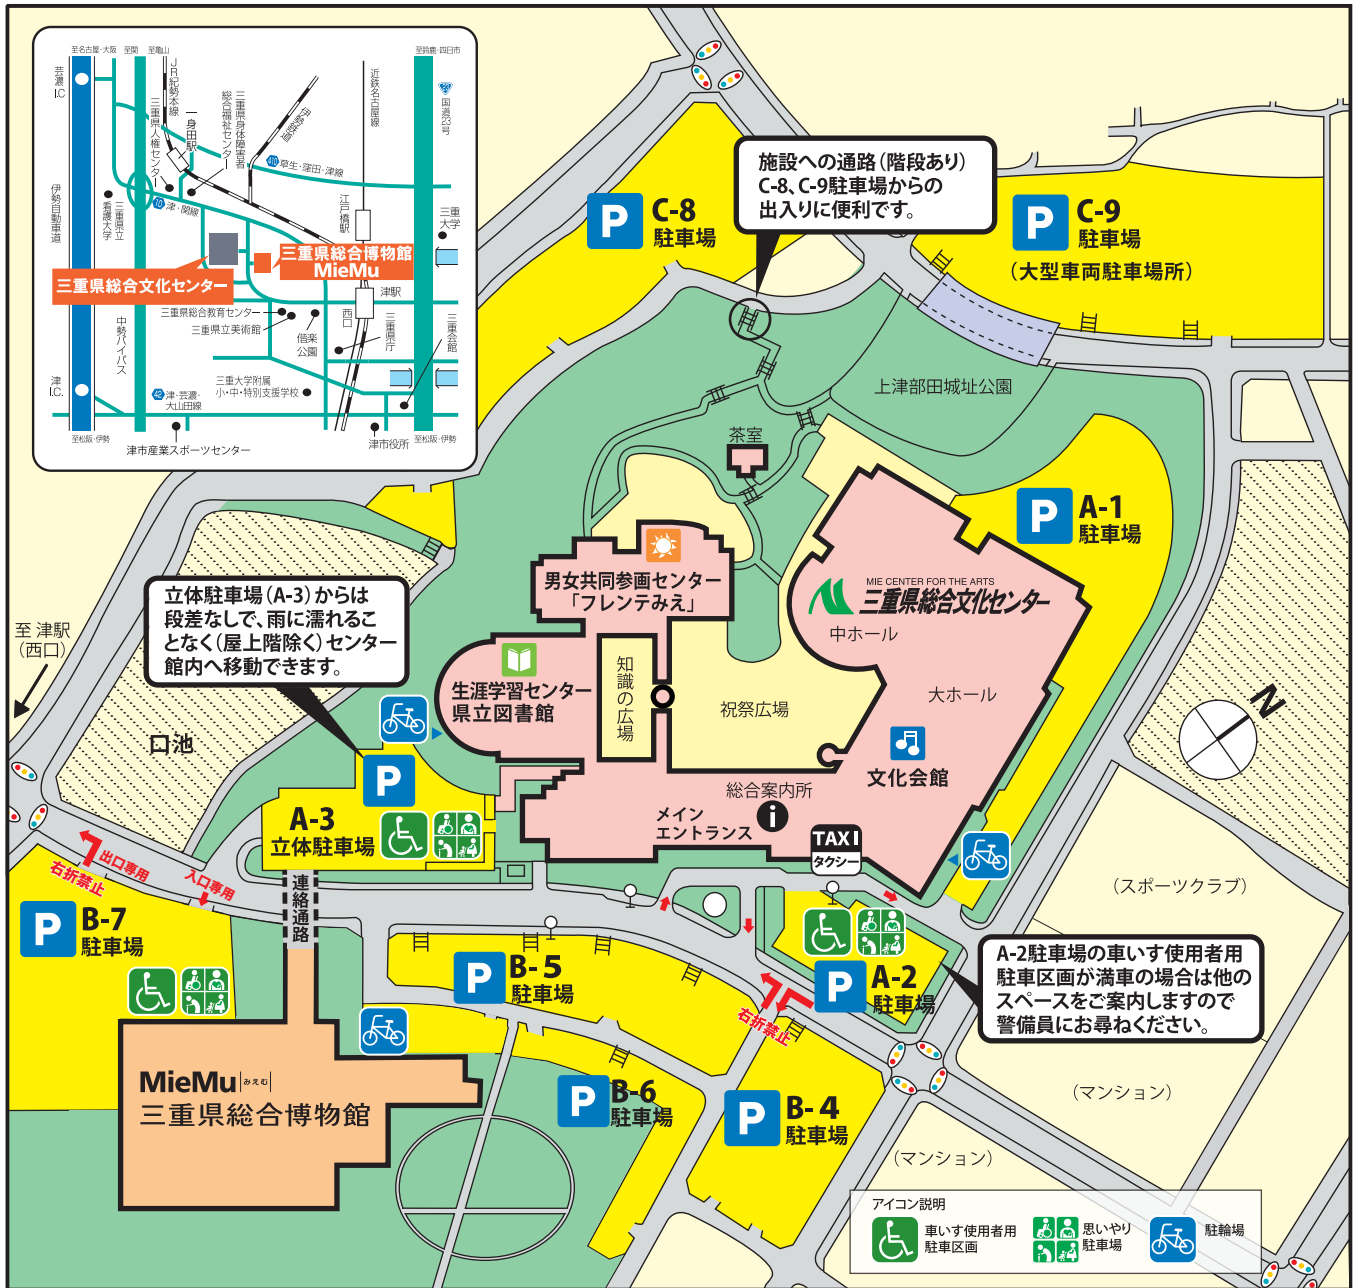 至名古屋・大阪
至関
至亀山
至鈴鹿・四日市
芸濃
I.C
JR紀勢本線
一身田駅
三重県人権センター
三重県身体障害者
総合福祉センター
伊勢鉄道
近鉄名古屋線
23
国道23号
410
草生・窪田・津線
10
津・関線
伊勢自動車道
三重県立
看護大学
江戸橋駅
三重
大学
三重県総合博物館
MieMu
三重県総合文化センター
津駅
三重県総合教育センター
三重県立美術館
偕楽
公園
西口
三重県庁
三重会館
中勢バイパス
津
I.C.
三重大学附属
小・中・特別支援学校
42
津・芸濃・
大山田線
至松阪・伊勢
津市産業スポーツセンター
津市役所
至松阪・伊勢
施設への通路(階段あり)
C-8、C-9駐車場からの
出入りに便利です。
P
C-8
駐車場
P
C-9
駐車場
(大型車両駐車場所)
上津部田城址公園
茶室
P
A-1
駐車場
男女共同参画センター
「フレンテみえ」
MIE CENTER FOR THE ARTS
三重県総合文化センター
中ホール
大ホール
立体駐車場(A-3)からは
段差なしで、雨に濡れるこ
となく(屋上階除く)センター
館内へ移動できます。
至 津駅
(西口)
生涯学習センター
県立図書館
知識の広場
祝祭広場
文化会館
N
口池
P
A-3
立体駐車場
総合案内所
i
メイン
エントランス
TAXI
タクシー
(スポーツクラブ)
出口専用
右折禁止
入口専用
連絡通路
P
B-7
駐車場
P
B-5
駐車場
P
A-2
駐車場
右折禁止
A-2駐車場の車いす使用者用
駐車区画が満車の場合は他の
スペースをご案内しますので
警備員にお尋ねください。
MieMu
みえむ
三重県総合博物館
P
B-6
駐車場
P
B-4
駐車場
(マンション)
(マンション)
アイコン説明
車いす使用者用
駐車区画
思いやり
駐車場
駐輪場